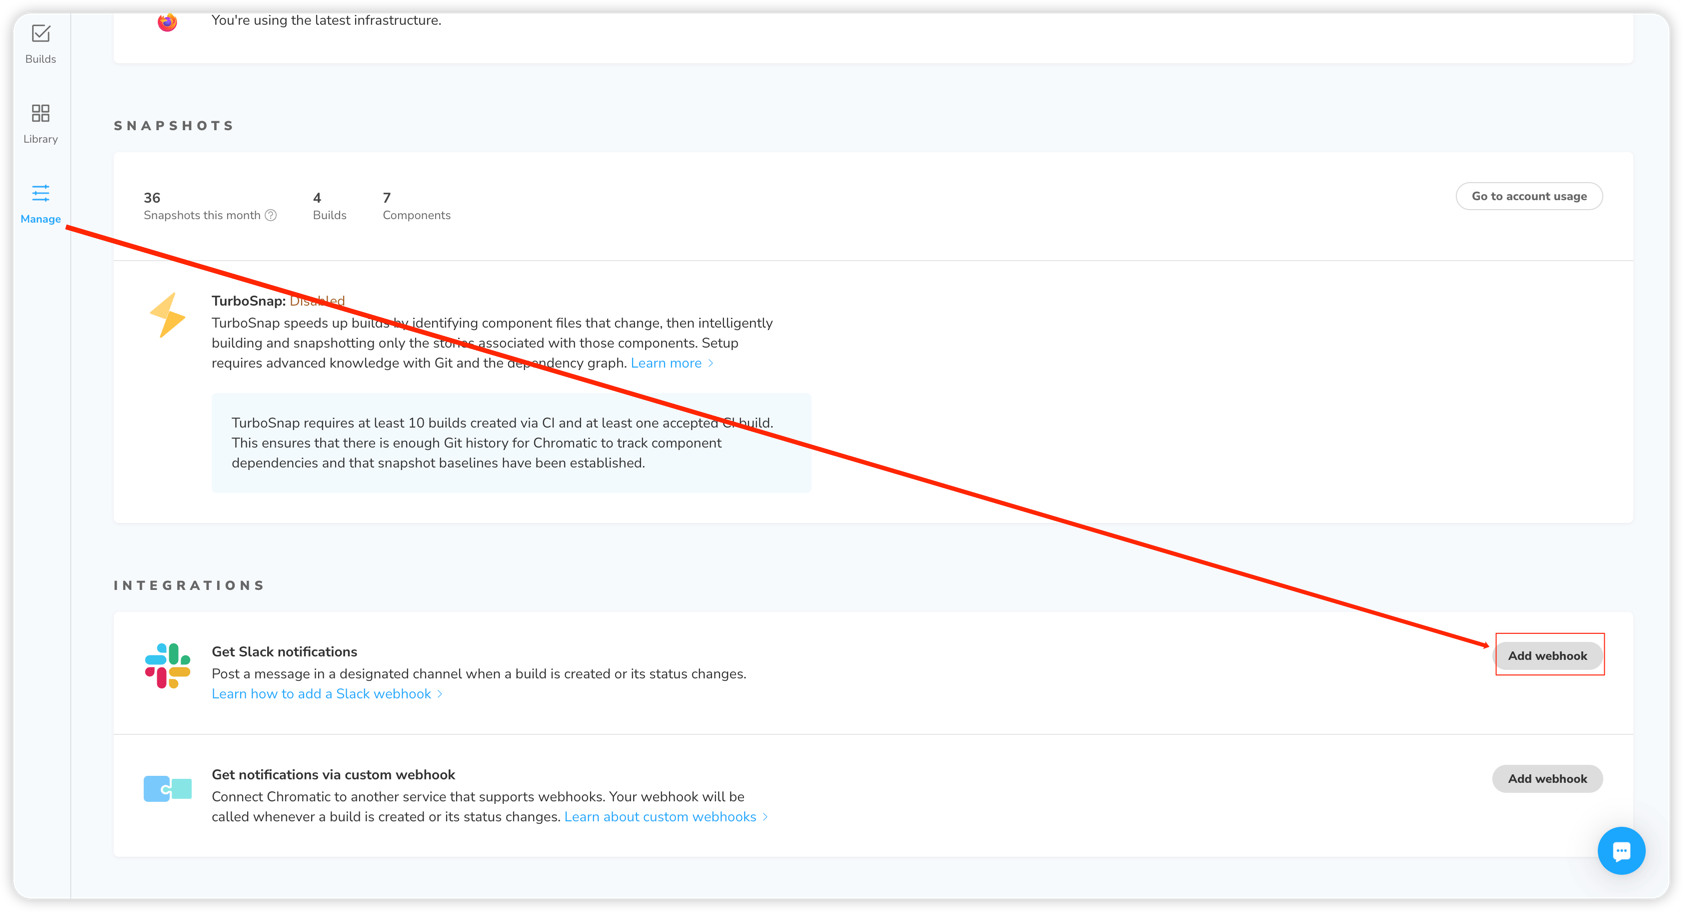 You're using the latest infrastructure.
Builds
Library
Manage
SNAPSHOTS
36
Snapshots this month
4
Builds
7
Components
Go to account usage
TurboSnap: Disabled
TurboSnap speeds up builds by identifying component files that change, then intelligently
building and snapshotting only the stories associated with those components. Setup
requires advanced knowledge with Git and the dependency graph. Learn more
TurboSnap requires at least 10 builds created via CI and at least one accepted CI build.
This ensures that there is enough Git history for Chromatic to track component
dependencies and that snapshot baselines have been established.
INTEGRATIONS
Get Slack notifications
Post a message in a designated channel when a build is created or its status changes.
Learn how to add a Slack webhook
Add webhook
Get notifications via custom webhook
Connect Chromatic to another service that supports webhooks. Your webhook will be
called whenever a build is created or its status changes. Learn about custom webhooks
Add webhook